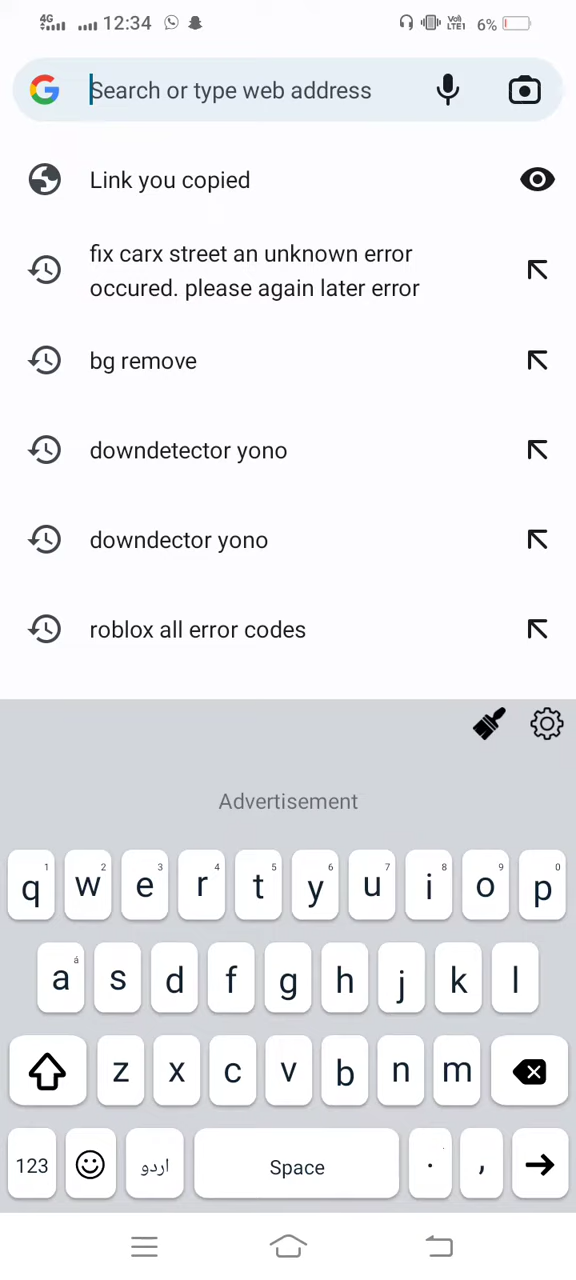 4G 12:34 VoⅠ) LTE1 6%
Search or type web address
Link you copied
fix carx street an unknown error
occured. please again later error
bg remove
downdetector yono
downdector yono
roblox all error codes
Advertisement
1 2 3 4 5 6 7 8 9 0
q w e r t y u i o p
á
a s d f g h j k l
z x c v b n m
123 اردو Space . ,